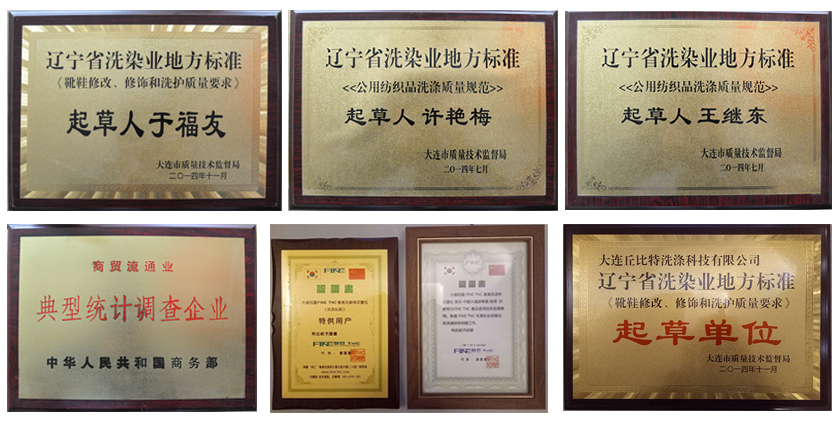 辽宁省洗染业地方标准
《靴鞋修改、修饰和洗护质量要求》
起草人于福友
大连市质量技术监督局
二〇一四年十一月
辽宁省洗染业地方标准
<<公用纺织品洗涤质量规范>>
起草人 许艳梅
大连市质量技术监督局
二〇一四年七月
辽宁省洗染业地方标准
<<公用纺织品洗涤质量规范>>
起草人 王继东
大连市质量技术监督局
二〇一四年七月
商贸流通业
典型统计调查企业
中华人民共和国商务部
FINE
特供用户
FINE
TNC
FINE
TNC
大连丘比特洗涤科技有限公司
辽宁省洗染业地方标准
《靴鞋修改、修饰和洗护质量要求》
起草单位
大连市质量技术监督局
二〇一四年十一月